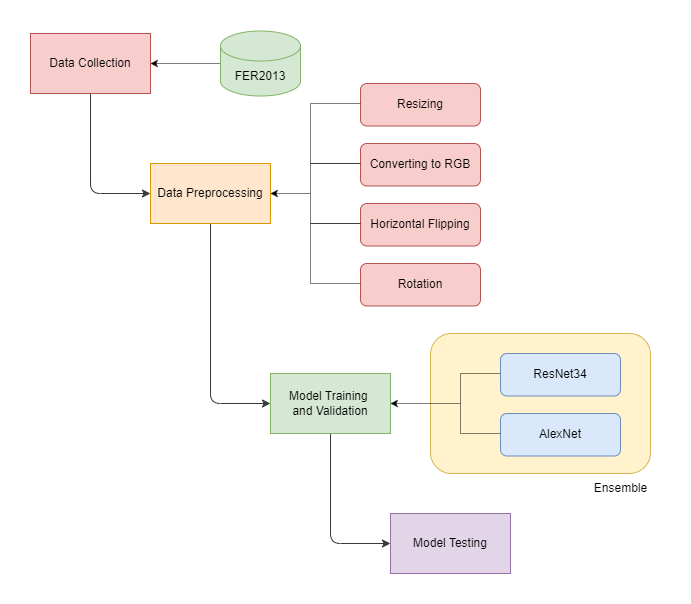 Data Collection
FER2013
Resizing
Converting to RGB
Data Preprocessing
Horizontal Flipping
Rotation
ResNet34
Model Training
and Validation
AlexNet
Ensemble
Model Testing